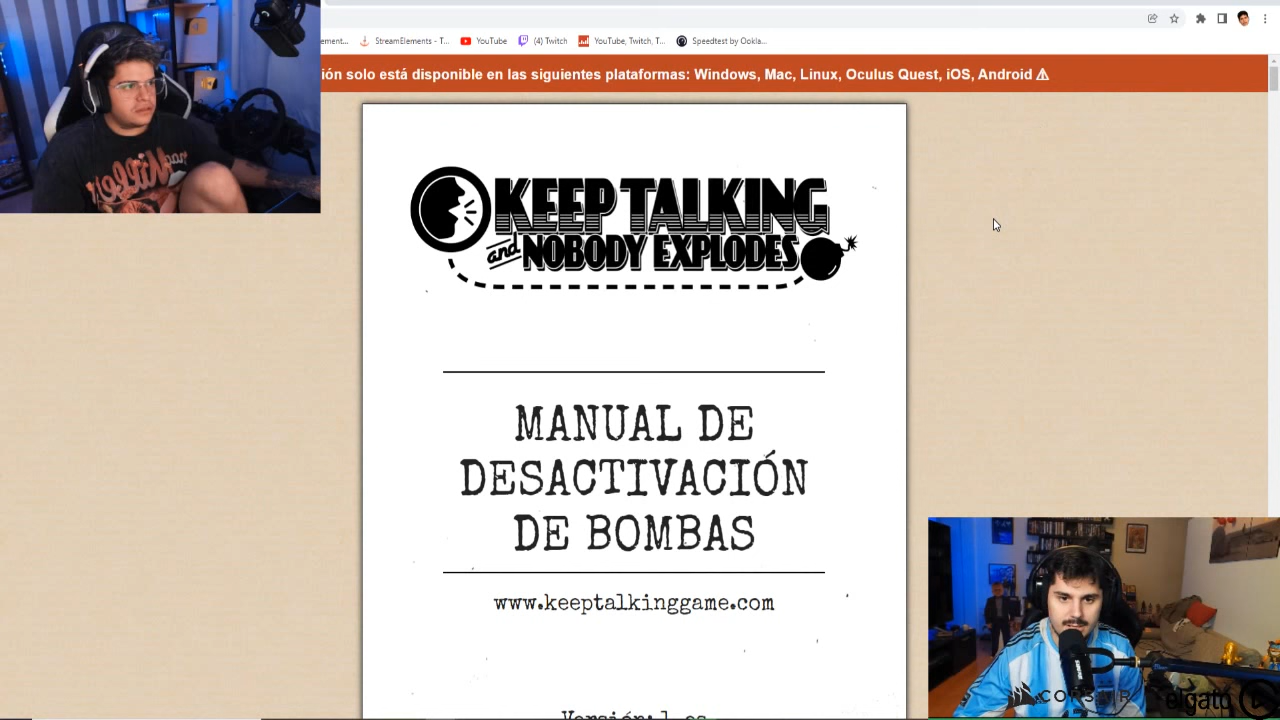 ement...
StreamElements - T...
YouTube
(4) Twitch
YouTube, Twitch, T...
Speedtest by Ookla...
ión solo está disponible en las siguientes plataformas: Windows, Mac, Linux, Oculus Quest, iOS, Android ⚠
KEEP TALKING
and NOBODY EXPLODES
MANUAL DE
DESACTIVACIÓN
DE BOMBAS
www.keeptalkinggame.com
CORSAIR
elgato